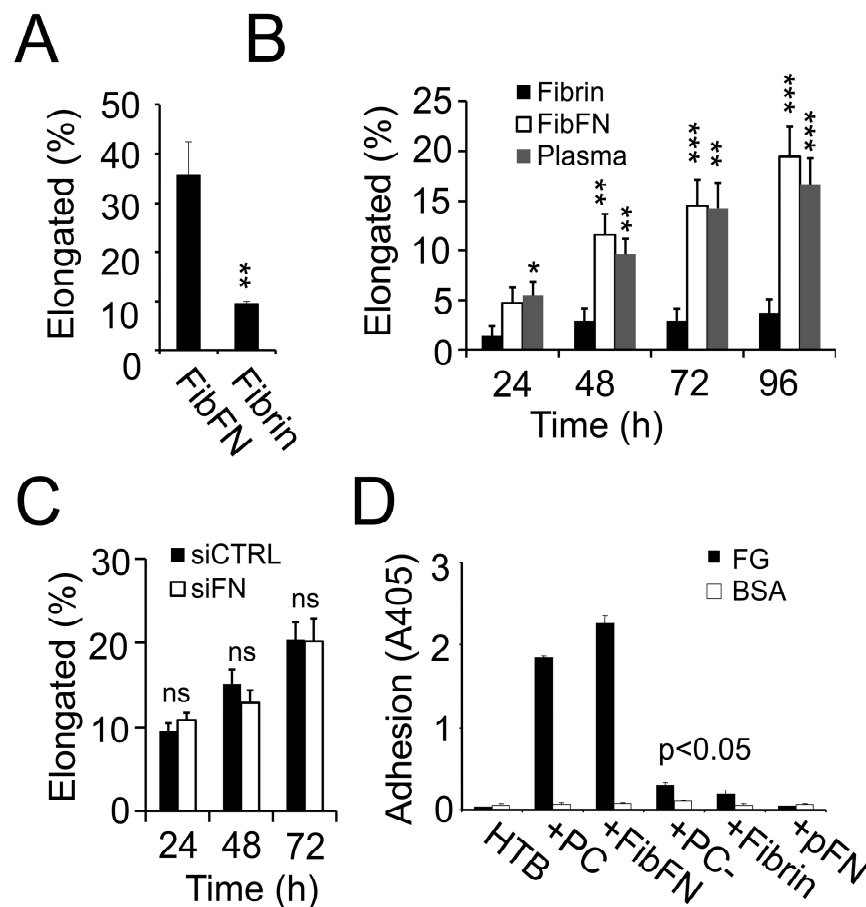 A
Elongated (%)
50
40
30
20
10
0
**
FibFN
Fibrin
B
Elongated (%)
25
20
15
10
5
0
Fibrin
FibFN
Plasma
*
**
**
***
**
***
***
24 48 72 96
Time (h)
C
Elongated (%)
30
20
10
0
siCTRL
siFN
ns
ns
ns
24 48 72
Time (h)
D
Adhesion (A405)
3
2
1
0
FG
BSA
p<0.05
HTB
+PC
+FibFN
+PC-
+Fibrin
+pFN